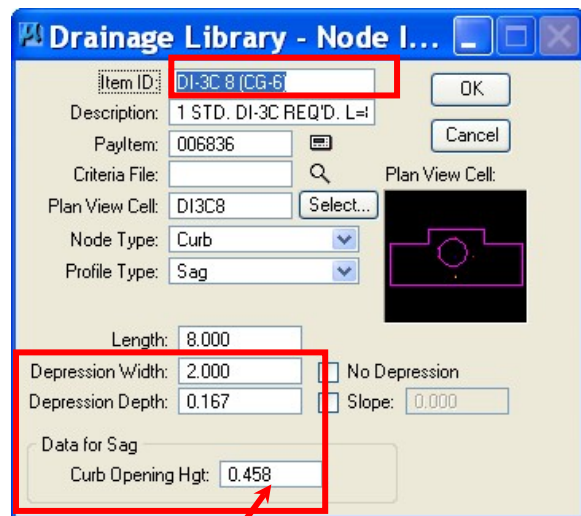 Drainage Library - Node I...
Item ID: DI-3C 8 (CG-6)
OK
Description: 1 STD. DI-3C REQ'D. L=
Cancel
PayItem: 006836
Criteria File:
Plan View Cell:
Plan View Cell: DI3C8 Select...
Node Type: Curb
Profile Type: Sag
Length: 8.000
Depression Width: 2.000 No Depression
Depression Depth: 0.167 Slope: 0.000
Data for Sag
Curb Opening Hgt: 0.458